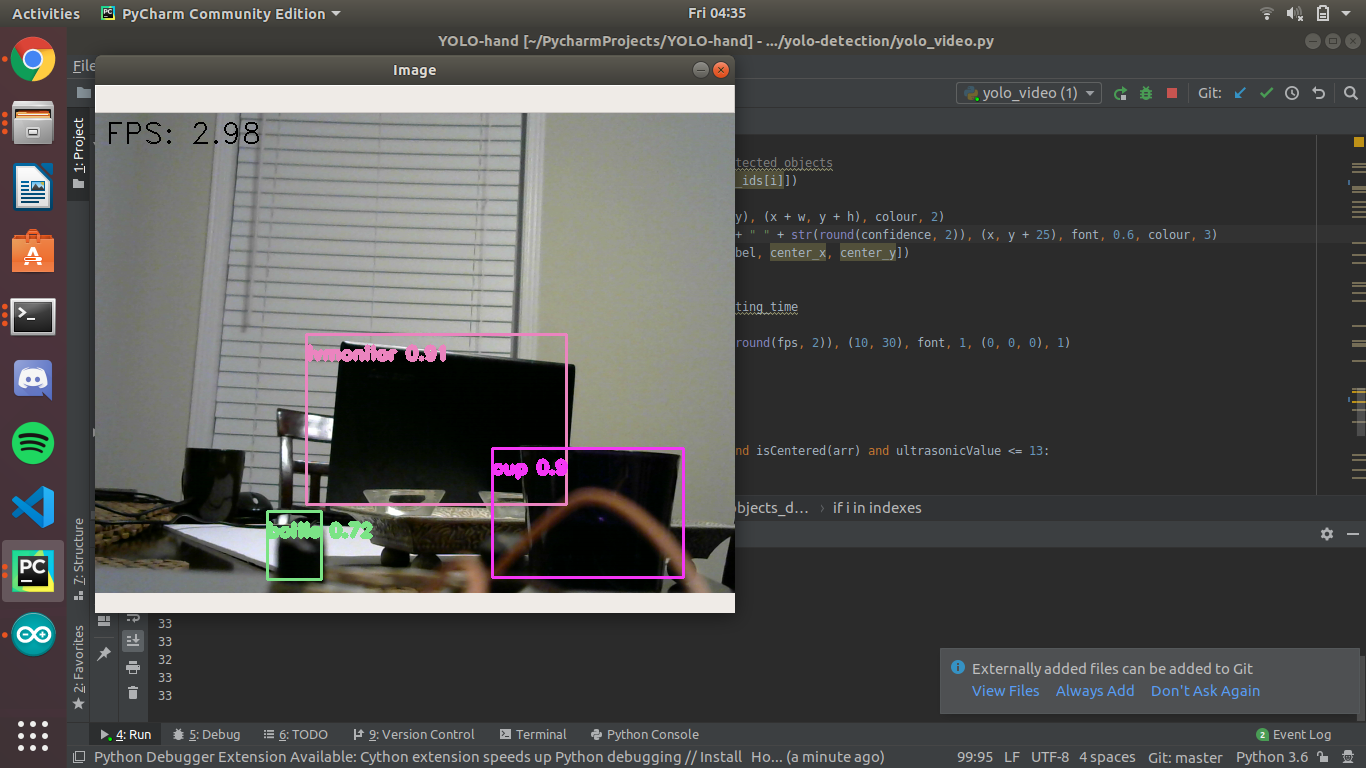 Activities
PyCharm Community Edition
Fri 04:35
YOLO-hand [~/PycharmProjects/YOLO-hand] - .../yolo-detection/yolo_video.py
File
Image
yolo_video (1)
Git:
1: Project
FPS: 2.98
tected_objects
_ids[i]])
y), (x + w, y + h), colour, 2)
+ " " + str(round(confidence, 2)), (x, y + 25), font, 0.6, colour, 3)
bel, center_x, center_y])
ting_time
round(fps, 2)), (10, 30), font, 1, (0, 0, 0), 1)
tvmonitor 0.91
cup 0.9
bottle 0.72
nd isCentered(arr) and ultrasonicValue <= 13:
objects_d... › if i in indexes
7: Structure
2: Favorites
33
33
32
33
33
Externally added files can be added to Git
View Files Always Add Don't Ask Again
4: Run
5: Debug
6: TODO
9: Version Control
Terminal
Python Console
2 Event Log
Python Debugger Extension Available: Cython extension speeds up Python debugging // Install Ho... (a minute ago)
99:95 LF UTF-8 4 spaces Git: master Python 3.6